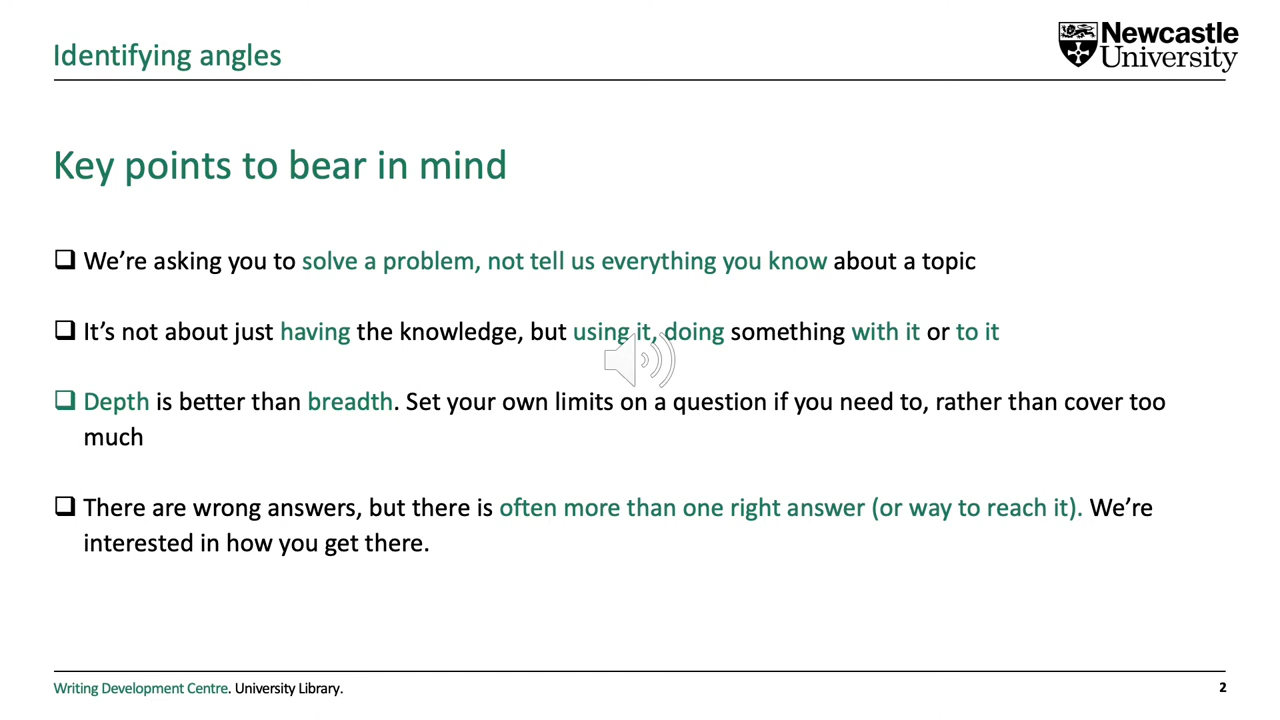 Identifying angles
Newcastle
University
Key points to bear in mind
We’re asking you to solve a problem, not tell us everything you know about a topic
It’s not about just having the knowledge, but using it, doing something with it or to it
Depth is better than breadth. Set your own limits on a question if you need to, rather than cover too
much
There are wrong answers, but there is often more than one right answer (or way to reach it). We’re
interested in how you get there.
Writing Development Centre. University Library.
2